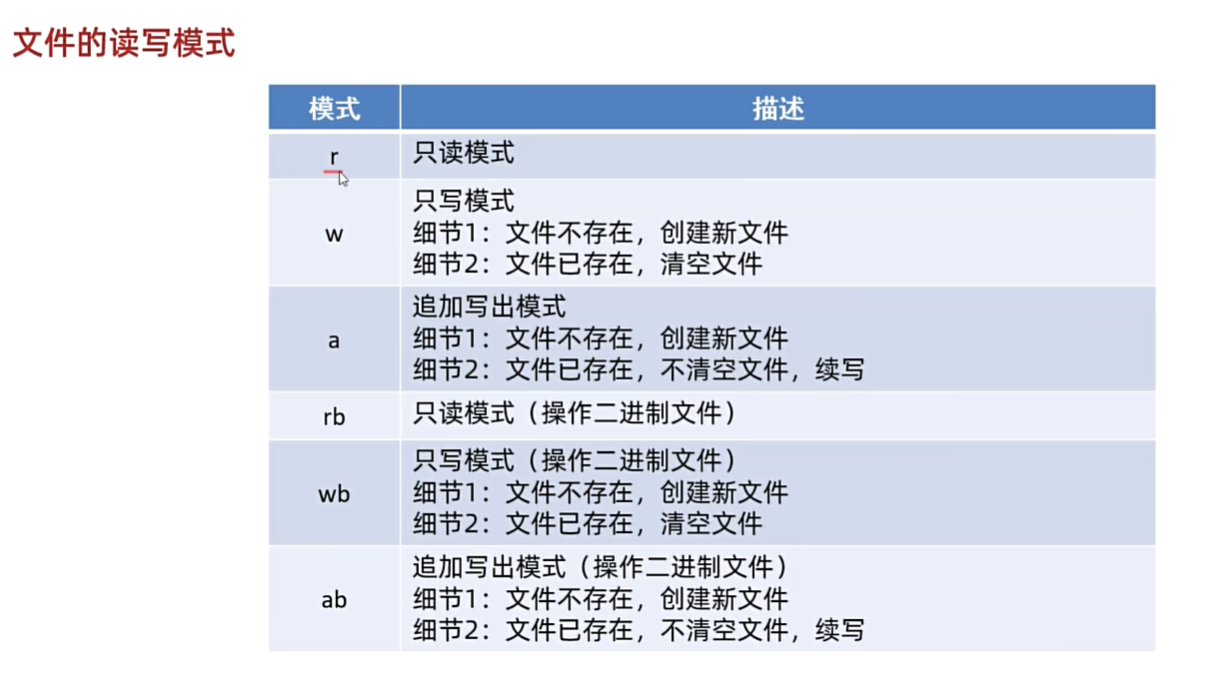 文件的读写模式
模式 描述
r 只读模式
只写模式
w 细节1：文件不存在，创建新文件
细节2：文件已存在，清空文件
追加写出模式
a 细节1：文件不存在，创建新文件
细节2：文件已存在，不清空文件，续写
rb 只读模式（操作二进制文件）
只写模式（操作二进制文件）
wb 细节1：文件不存在，创建新文件
细节2：文件已存在，清空文件
追加写出模式（操作二进制文件）
ab 细节1：文件不存在，创建新文件
细节2：文件已存在，不清空文件，续写